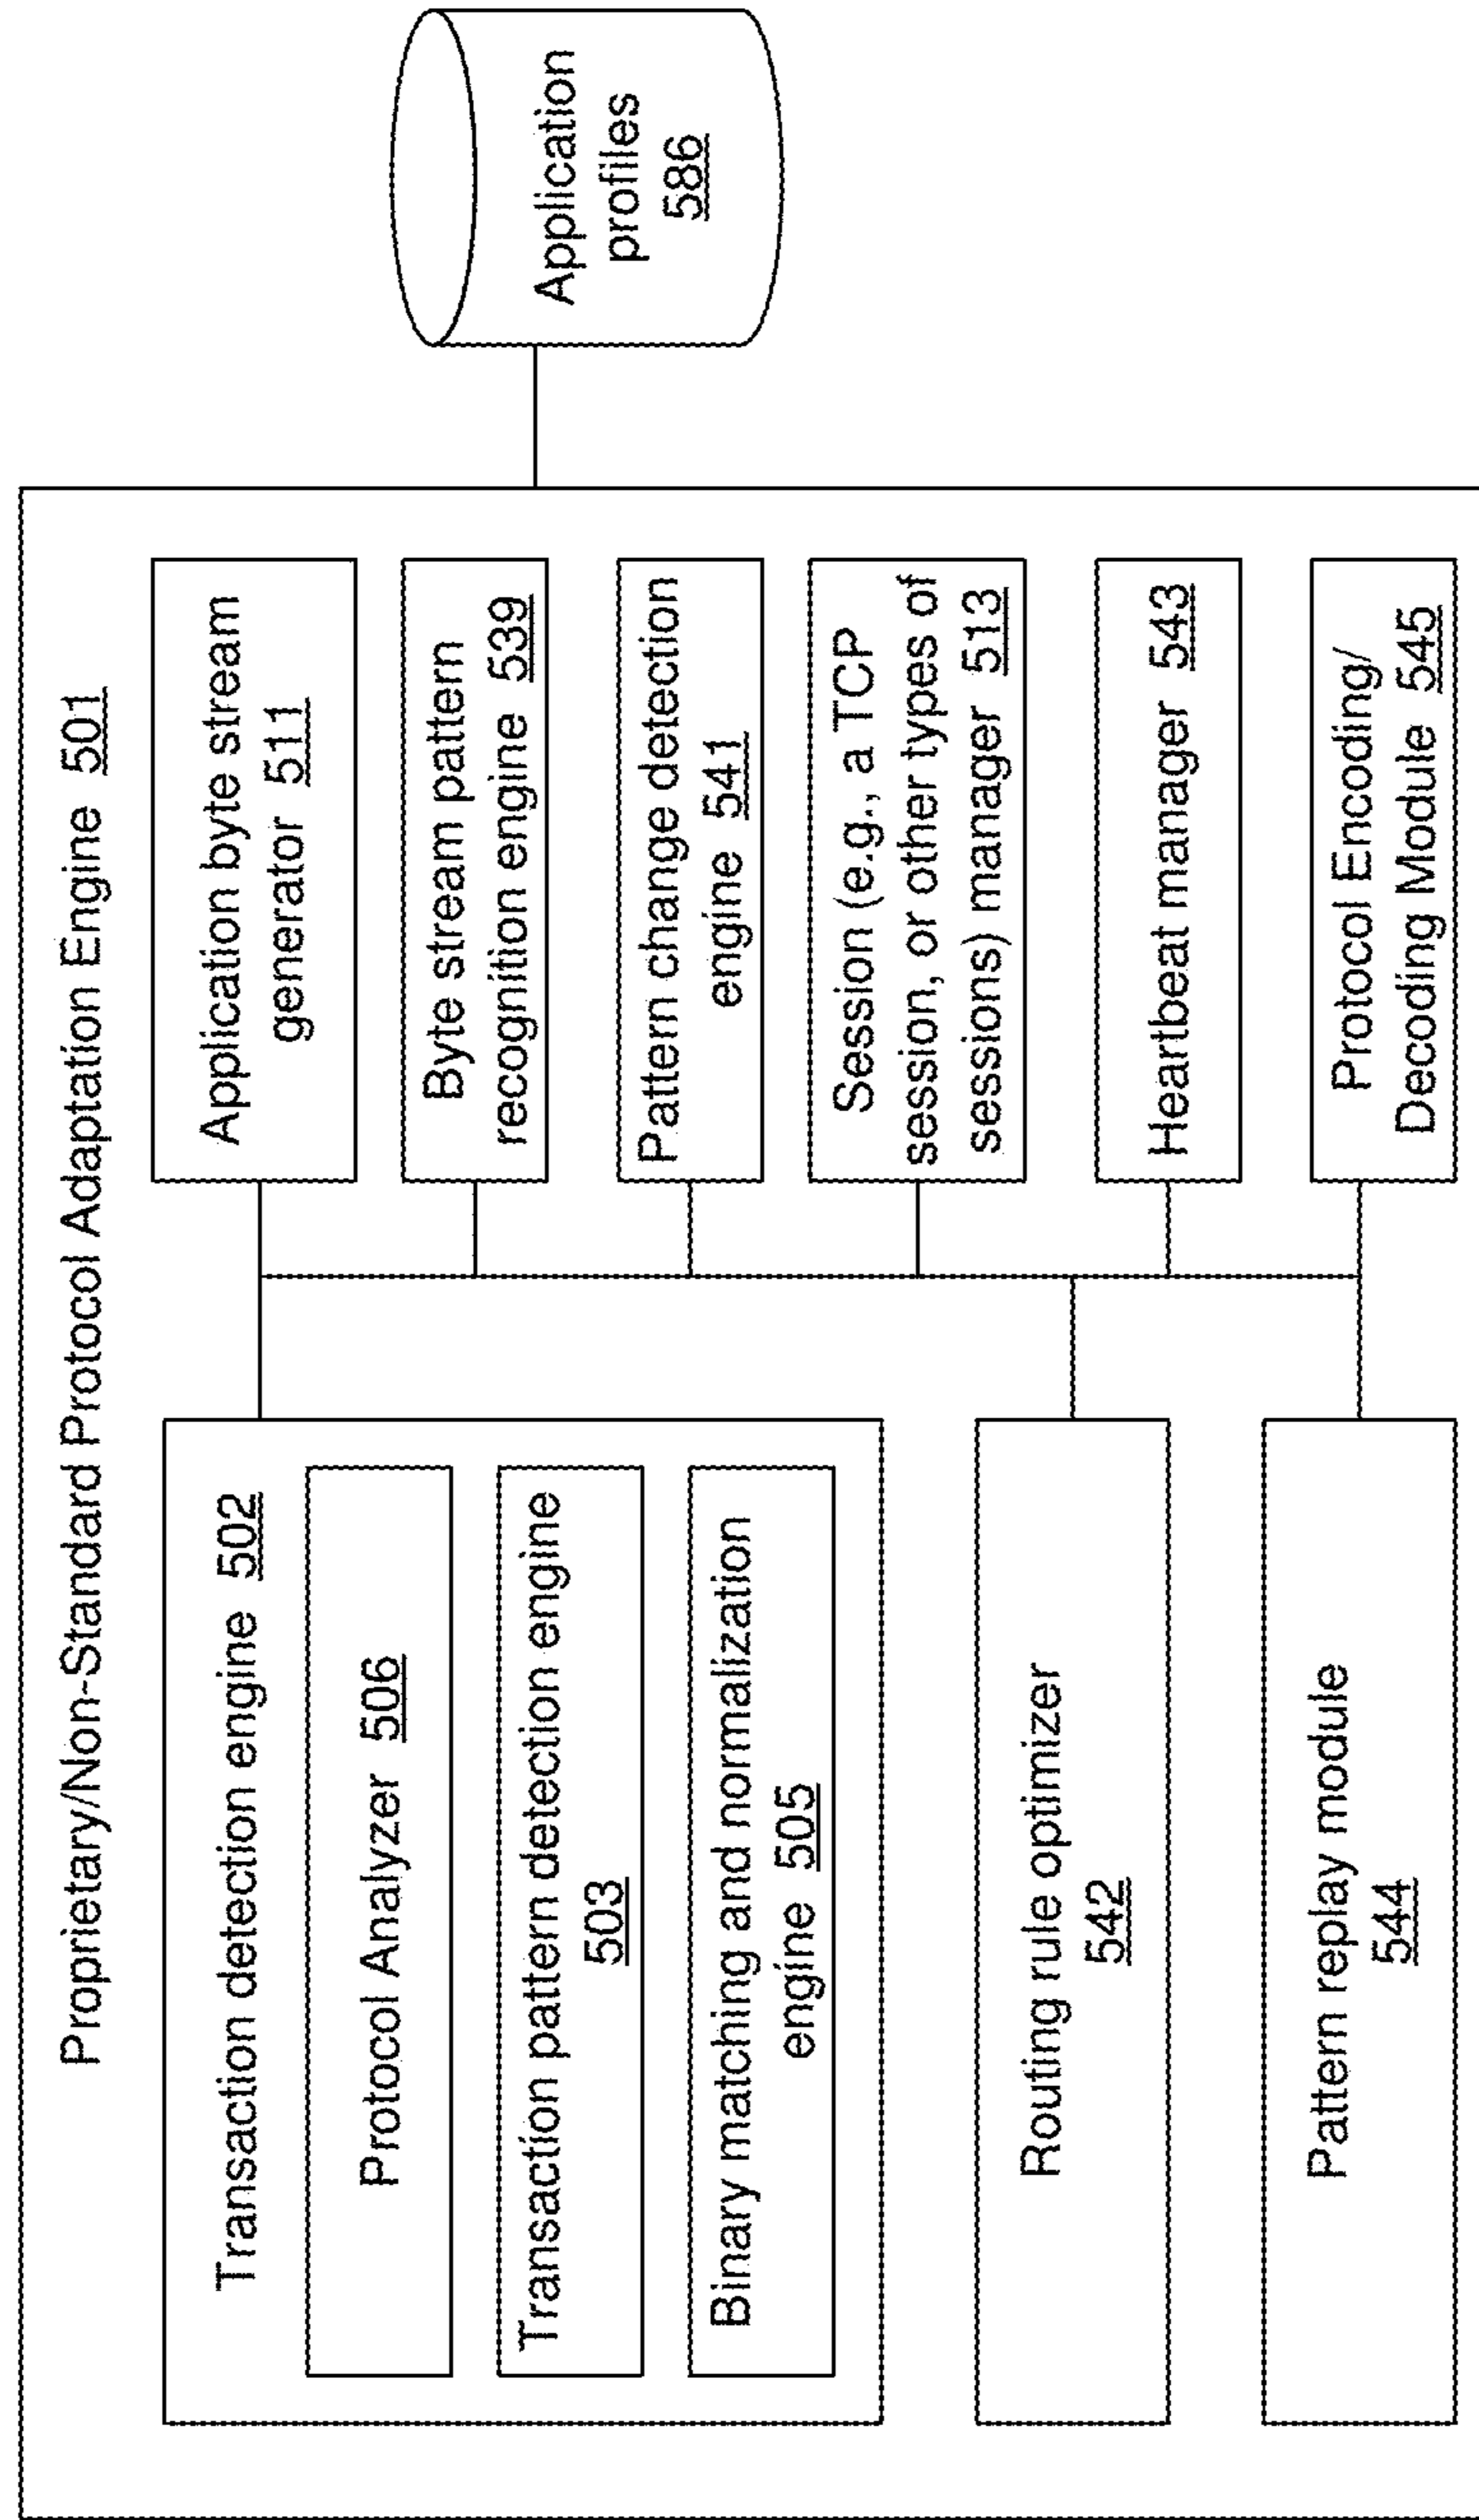 Proprietary/Non-Standard Protocol Adaptation Engine 501
Transaction detection engine 502
Protocol Analyzer 506
Transaction pattern detection engine
503
Binary matching and normalization
engine 505
Routing rule optimizer
542
Pattern replay module
544
Application byte stream
generator 511
Byte stream pattern
recognition engine 539
Pattern change detection
engine 541
Session (e.g., a TCP
session, or other types of
sessions) manager 513
Heartbeat manager 543
Protocol Encoding/
Decoding Module 545
Application
profiles
586